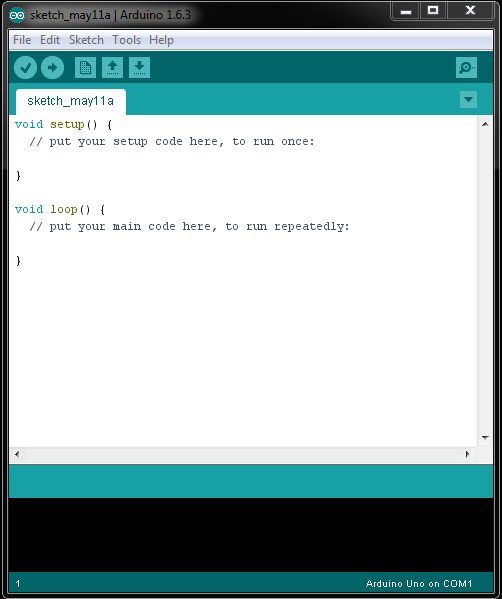 sketch_may11a | Arduino 1.6.3
File Edit Sketch Tools Help
sketch_may11a
void setup() {
  // put your setup code here, to run once:
}
void loop() {
  // put your main code here, to run repeatedly:
}
1
Arduino Uno on COM1